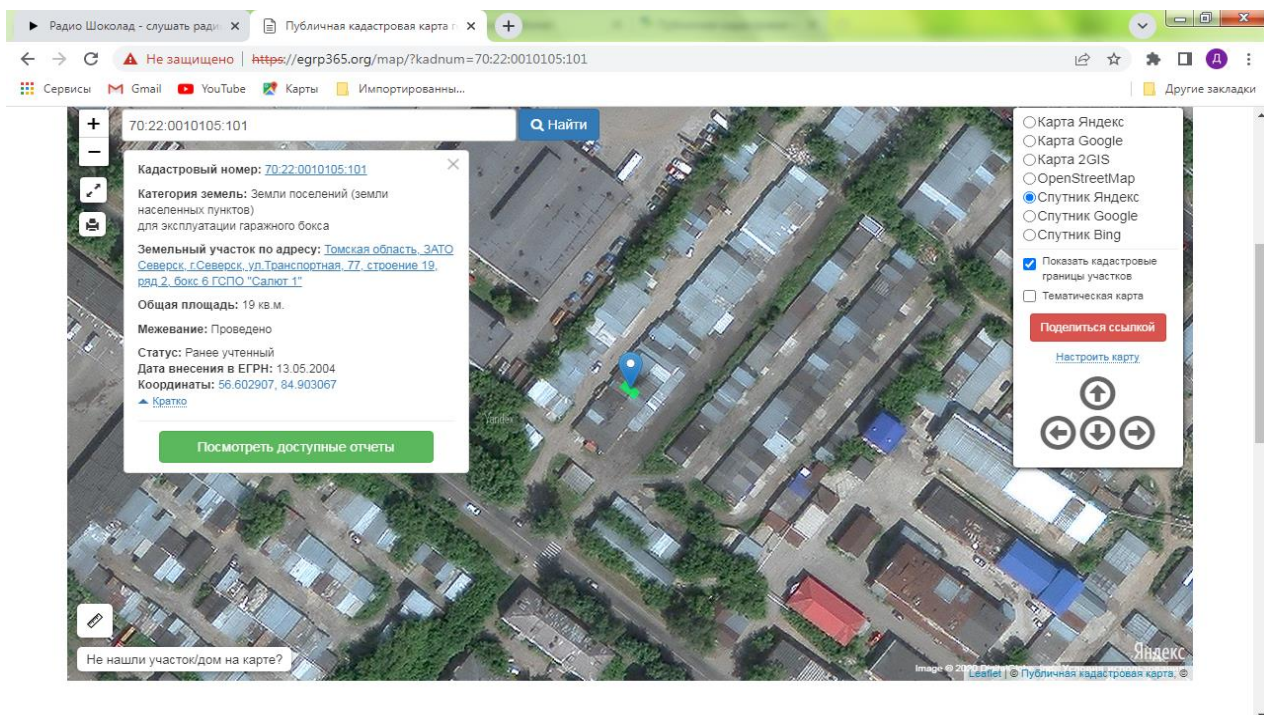 Радио Шоколад - слушать ради
Публичная кадастровая карта г
Не защищено
https://egrp365.org/map/?kadnum=70:22:0010105:101
Д
Сервисы
Gmail
YouTube
Карты
Импортированны...
Другие закладки
+
70:22:0010105:101
Найти
−
Кадастровый номер: 70:22:0010105:101
Категория земель: Земли поселений (земли
населенных пунктов)
для эксплуатации гаражного бокса
Земельный участок по адресу: Томская область, ЗАТО
Северск, г.Северск, ул.Транспортная, 77, строение 19,
ряд 2, бокс 6 ГСПО "Салют 1"
Общая площадь: 19 кв.м.
Межевание: Проведено
Статус: Ранее учтенный
Дата внесения в ЕГРН: 13.05.2004
Координаты: 56.602907, 84.903067
Кратко
Посмотреть доступные отчеты
Карта Яндекс
Карта Google
Карта 2GIS
OpenStreetMap
Спутник Яндекс
Спутник Google
Спутник Bing
Показать кадастровые
границы участков
Тематическая карта
Поделиться ссылкой
Настроить карту
Yandex
Не нашли участок/дом на карте?
Яндекс
Image ©
Условия использования
Leaflet | © Публичная кадастровая карта, ©